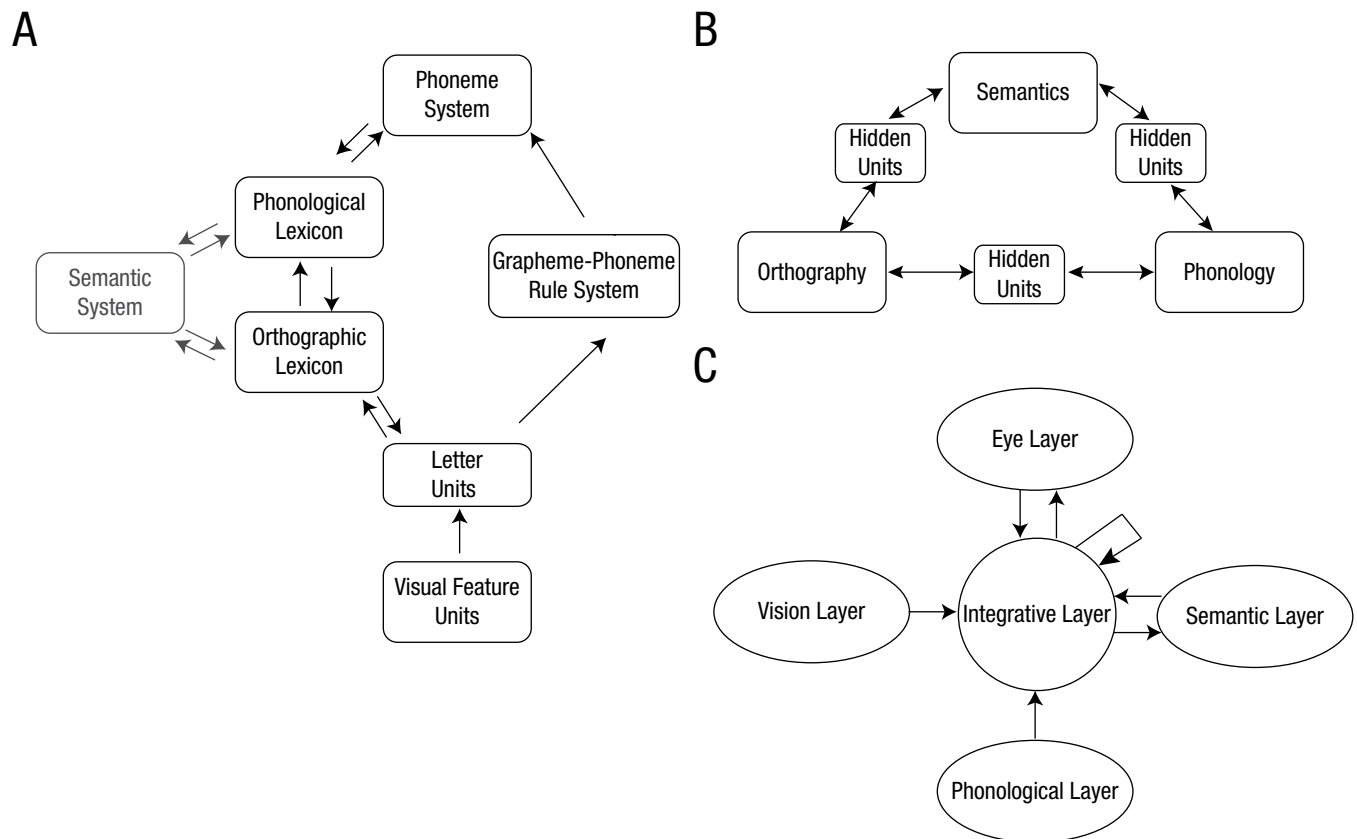 A
Phoneme
System
Phonological
Lexicon
Semantic
System
Grapheme-Phoneme
Rule System
Orthographic
Lexicon
Letter
Units
Visual Feature
Units
B
Semantics
Hidden
Units
Hidden
Units
Orthography
Hidden
Units
Phonology
C
Eye Layer
Vision Layer
Integrative Layer
Semantic Layer
Phonological Layer